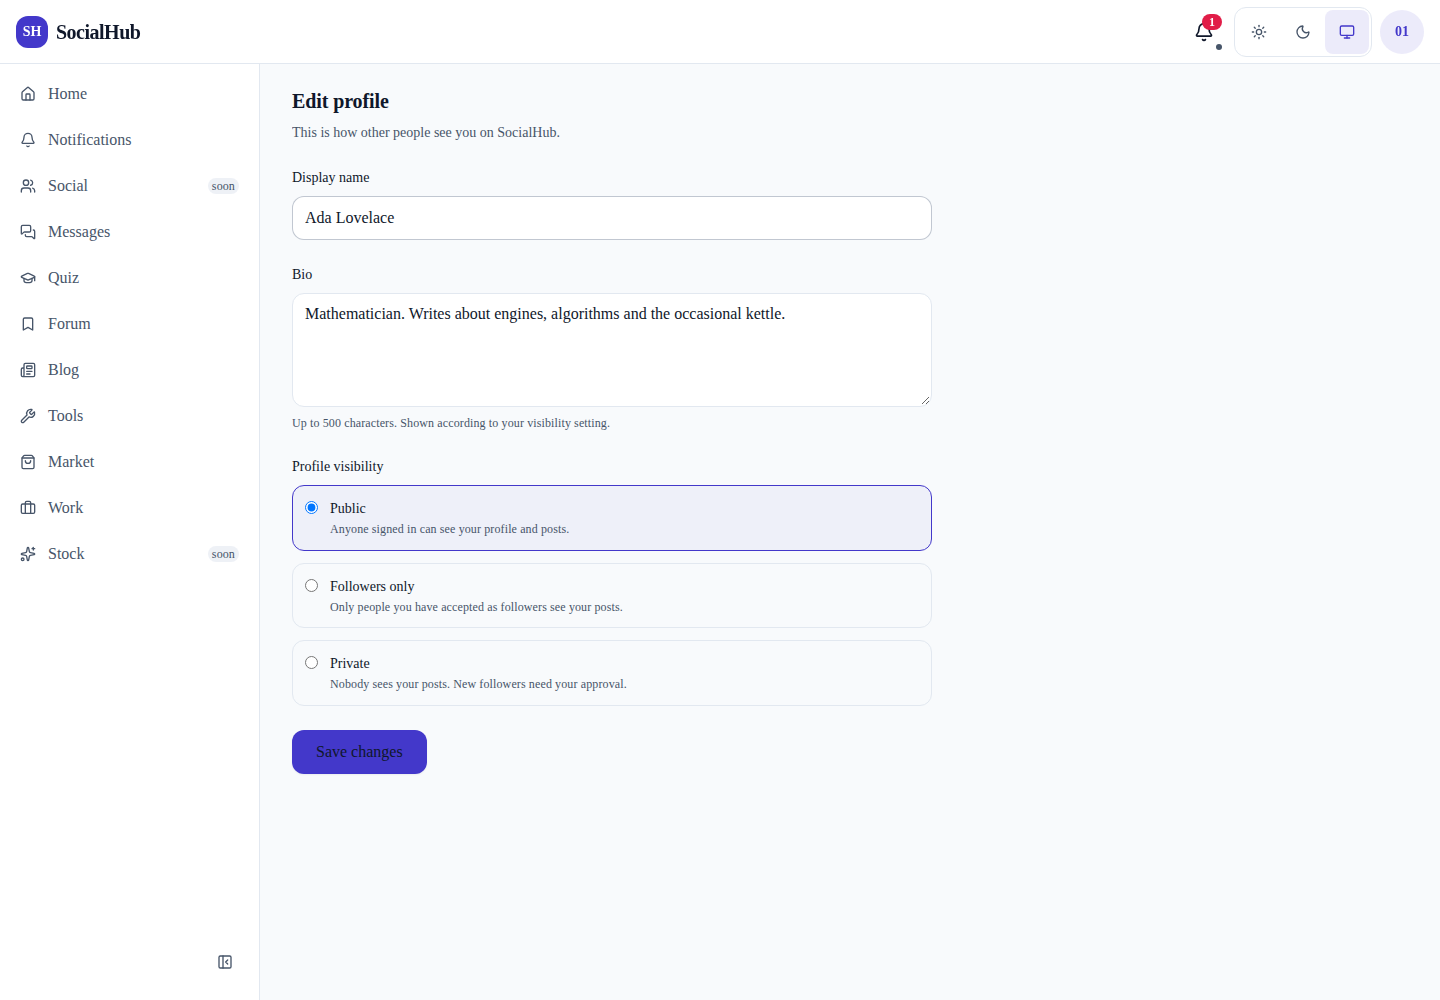 SH SocialHub
1
01
Home
Notifications
Social soon
Messages
Quiz
Forum
Blog
Tools
Market
Work
Stock soon
Edit profile
This is how other people see you on SocialHub.
Display name
Ada Lovelace
Bio
Mathematician. Writes about engines, algorithms and the occasional kettle.
Up to 500 characters. Shown according to your visibility setting.
Profile visibility
Public
Anyone signed in can see your profile and posts.
Followers only
Only people you have accepted as followers see your posts.
Private
Nobody sees your posts. New followers need your approval.
Save changes